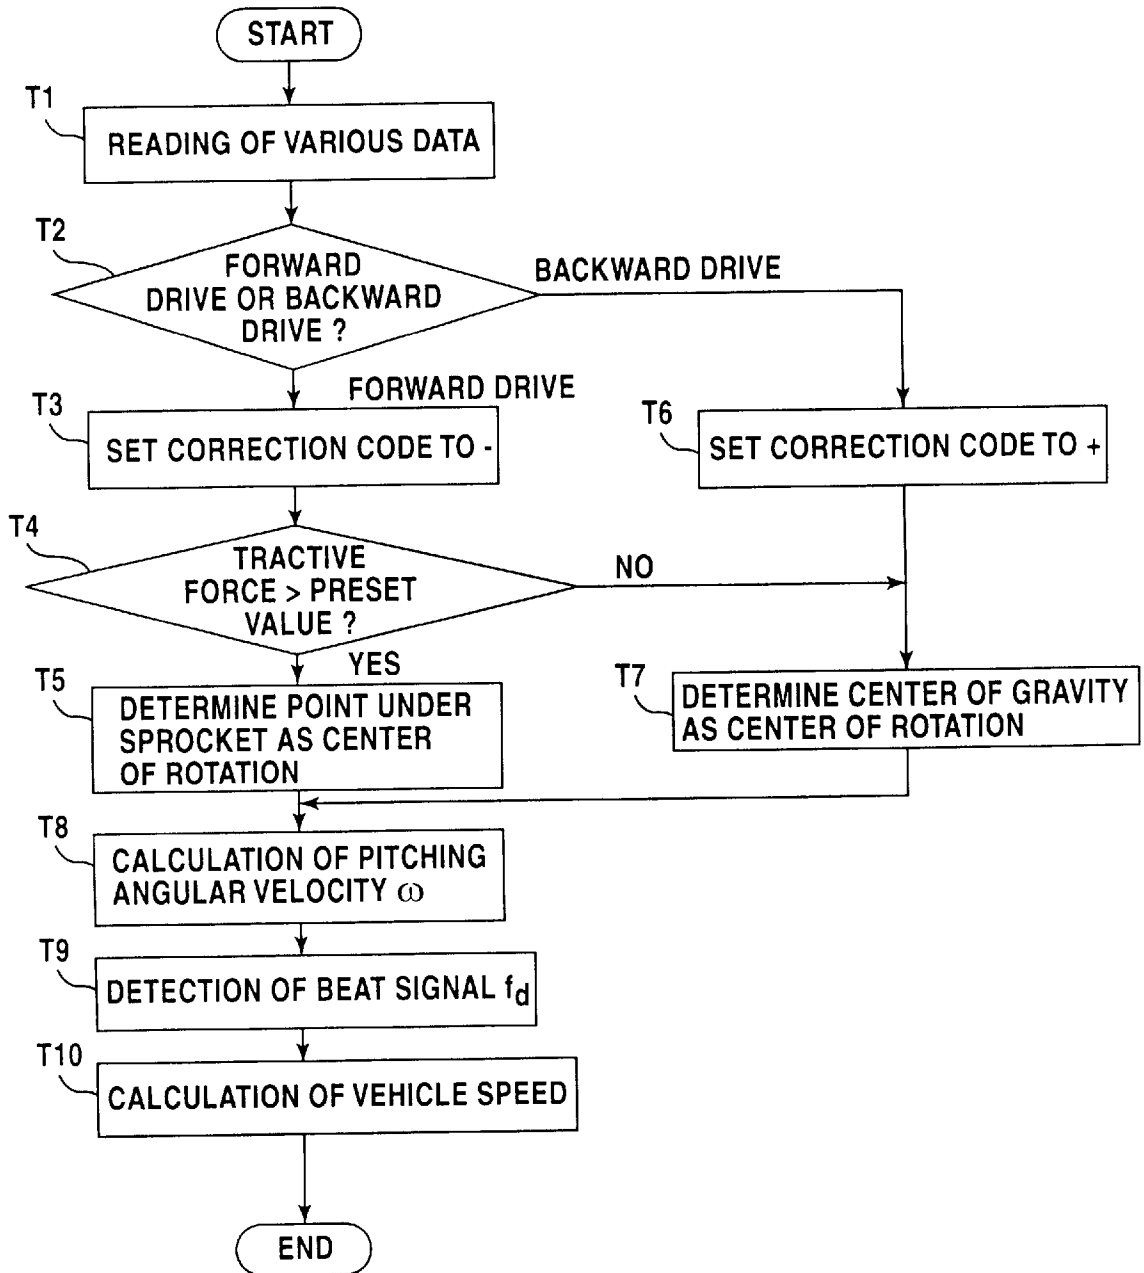 START
T1
READING OF VARIOUS DATA
T2
FORWARD
DRIVE OR BACKWARD
DRIVE ?
BACKWARD DRIVE
FORWARD DRIVE
T3
SET CORRECTION CODE TO -
T6
SET CORRECTION CODE TO +
T4
TRACTIVE
FORCE > PRESET
VALUE ?
NO
YES
T5
DETERMINE POINT UNDER
SPROCKET AS CENTER
OF ROTATION
T7
DETERMINE CENTER OF GRAVITY
AS CENTER OF ROTATION
T8
CALCULATION OF PITCHING
ANGULAR VELOCITY ω
T9
DETECTION OF BEAT SIGNAL fd
T10
CALCULATION OF VEHICLE SPEED
END